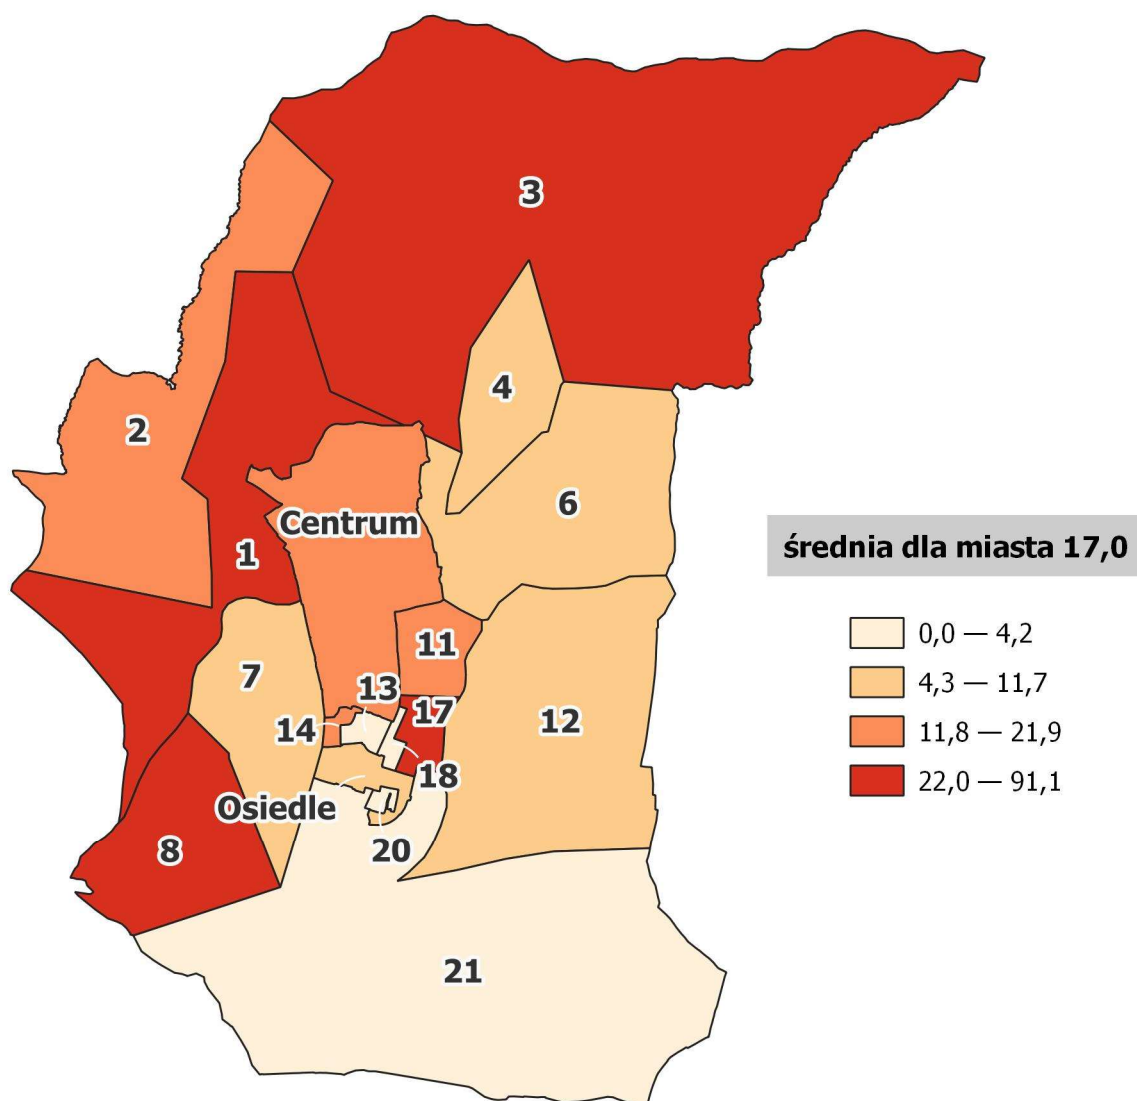 3
4
2
6
Centrum
średnia dla miasta 17,0
1
0,0 — 4,2
11
7
4,3 — 11,7
13
17
12
14
11,8 — 21,9
18
22,0 — 91,1
Osiedle
8
20
21